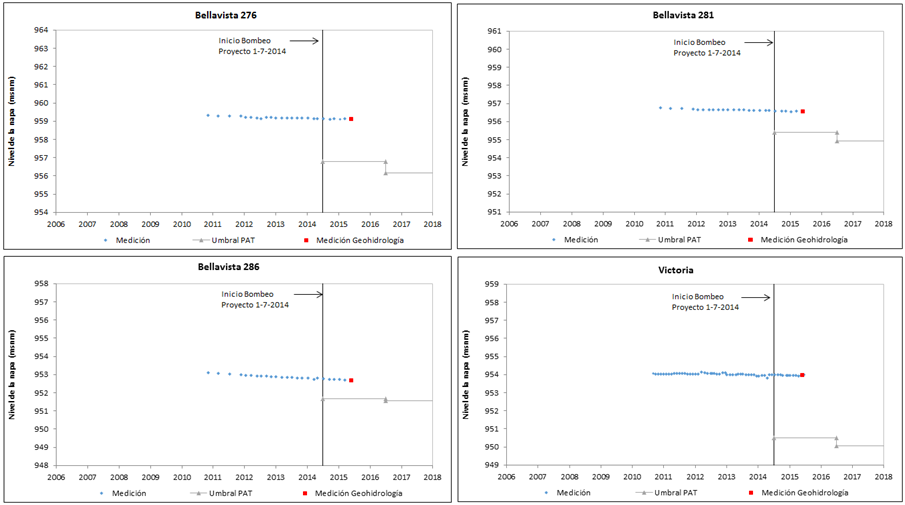 Bellavista 276
Nivel de la napa (msnm)
964
963
962
961
960
959
958
957
956
955
954
Inicio Bombeo
Proyecto 1-7-2014
2006 2007 2008 2009 2010 2011 2012 2013 2014 2015 2016 2017 2018
Medición Umbral PAT Medición Geohidrología
Bellavista 281
Nivel de la napa (msnm)
961
960
959
958
957
956
955
954
953
952
951
Inicio Bombeo
Proyecto 1-7-2014
2006 2007 2008 2009 2010 2011 2012 2013 2014 2015 2016 2017 2018
Medición Umbral PAT Medición Geohidrología
Bellavista 286
Nivel de la napa (msnm)
958
957
956
955
954
953
952
951
950
949
948
Inicio Bombeo
Proyecto 1-7-2014
2006 2007 2008 2009 2010 2011 2012 2013 2014 2015 2016 2017 2018
Medición Umbral PAT Medición Geohidrología
Victoria
Nivel de la napa (msnm)
959
958
957
956
955
954
953
952
951
950
949
Inicio Bombeo
Proyecto 1-7-2014
2006 2007 2008 2009 2010 2011 2012 2013 2014 2015 2016 2017 2018
Medición Umbral PAT Medición Geohidrología